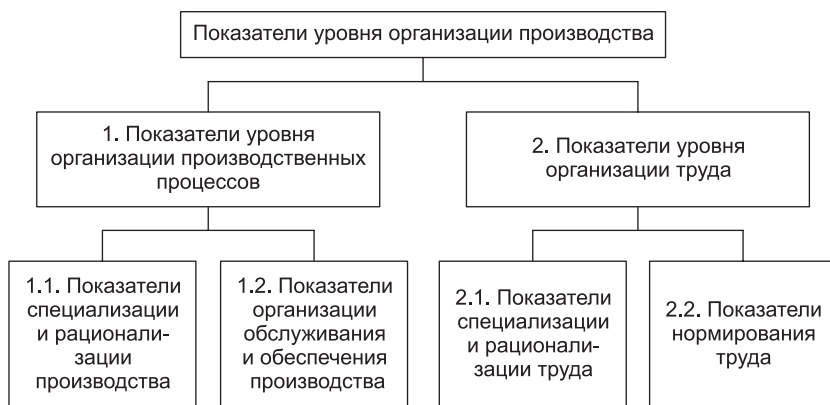 Показатели уровня организации производства
1. Показатели уровня
организации производственных
процессов
2. Показатели уровня
организации труда
1.1. Показатели
специализации
и рационали-
зации
производства
1.2. Показатели
организации
обслуживания
и обеспечения
производства
2.1. Показатели
специализации
и рационали-
зации труда
2.2. Показатели
нормирования
труда